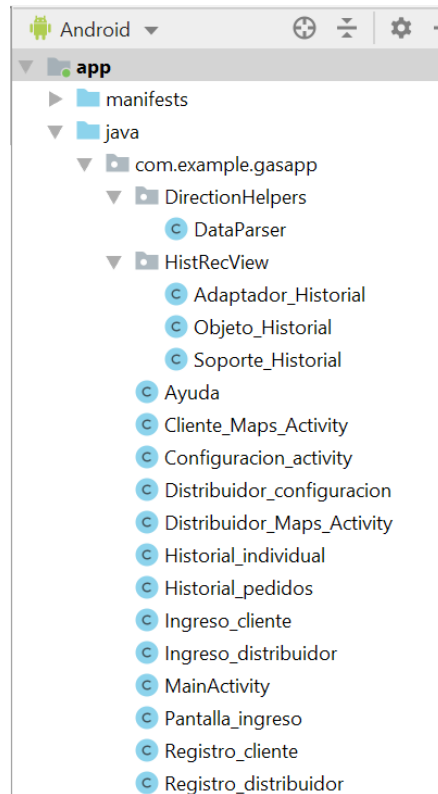 Android
app
manifests
java
com.example.gasapp
DirectionHelpers
C DataParser
HistRecView
C Adaptador_Historial
C Objeto_Historial
C Soporte_Historial
C Ayuda
C Cliente_Maps_Activity
C Configuracion_activity
C Distribuidor_configuracion
C Distribuidor_Maps_Activity
C Historial_individual
C Historial_pedidos
C Ingreso_cliente
C Ingreso_distribuidor
C MainActivity
C Pantalla_ingreso
C Registro_cliente
C Registro_distribuidor